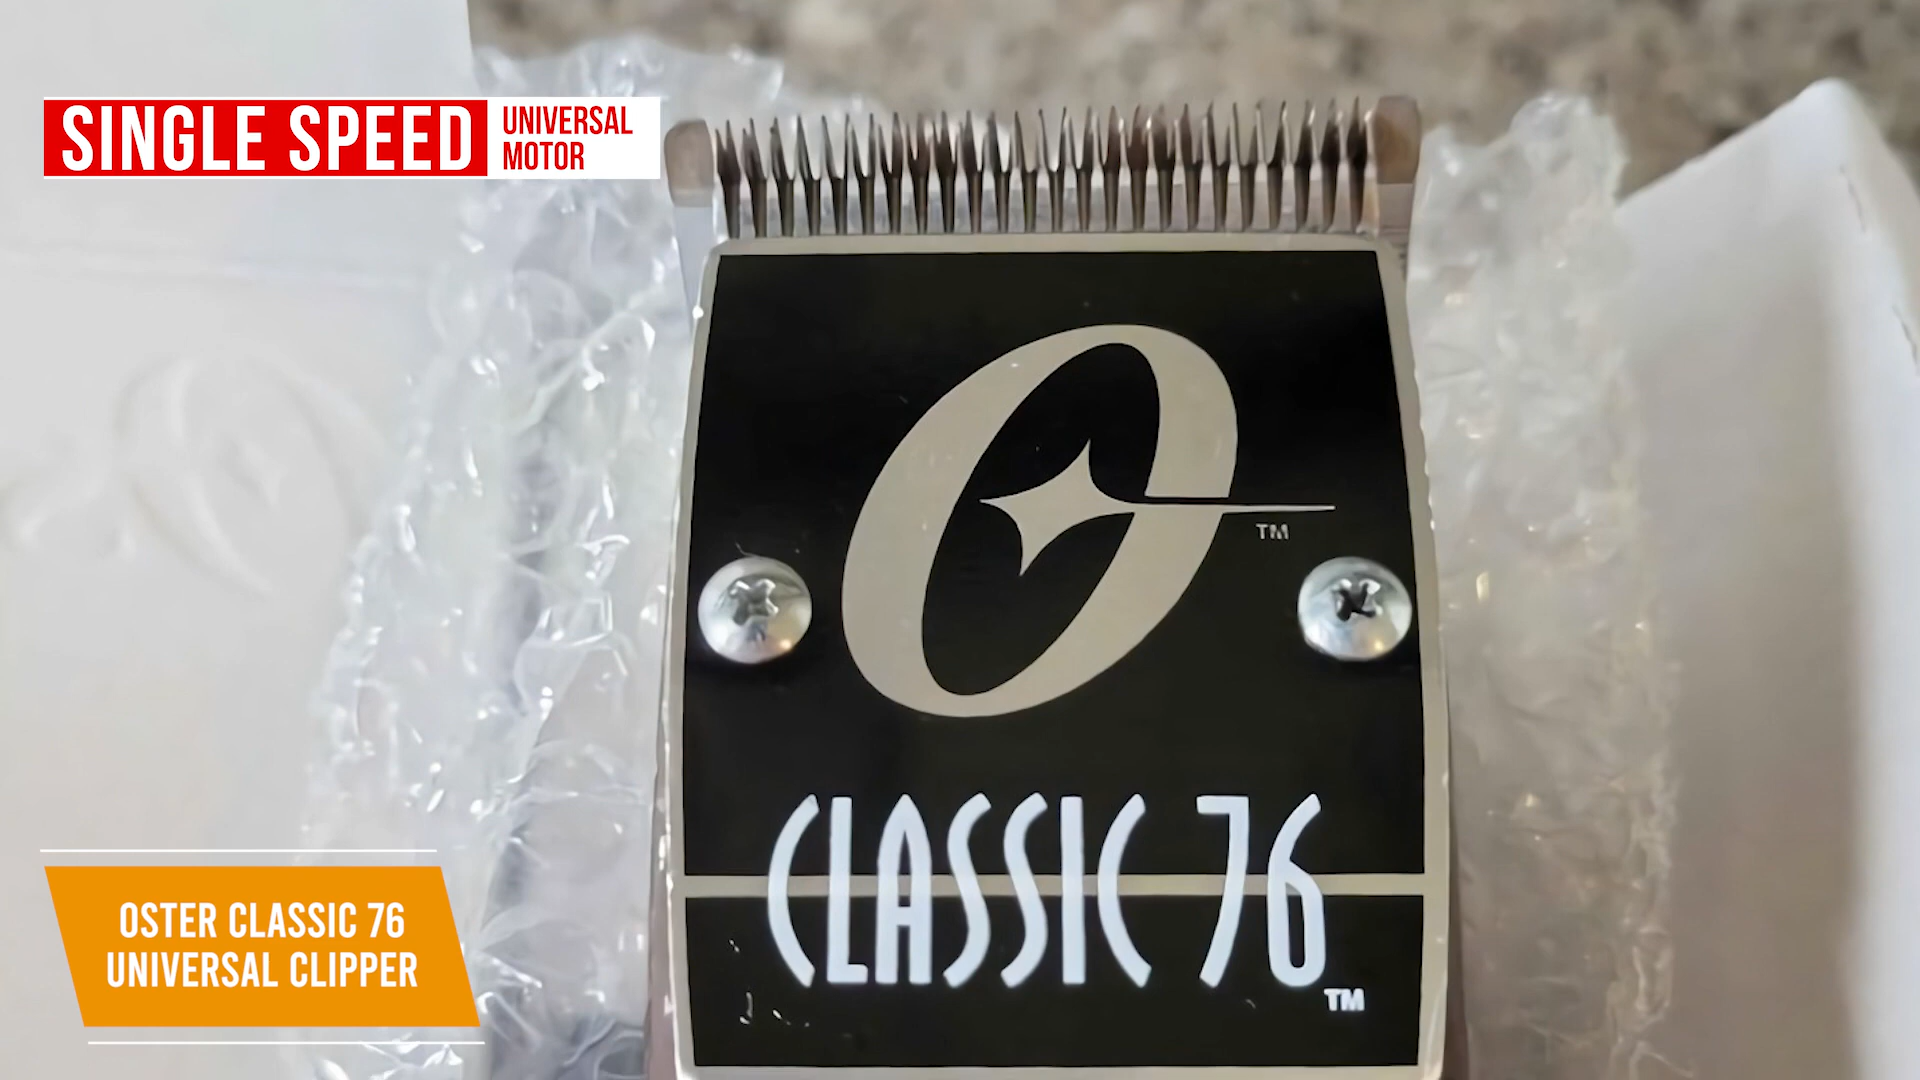 SINGLE SPEED
UNIVERSAL
MOTOR
O
TM
CLASSIC 76
TM
OSTER CLASSIC 76
UNIVERSAL CLIPPER